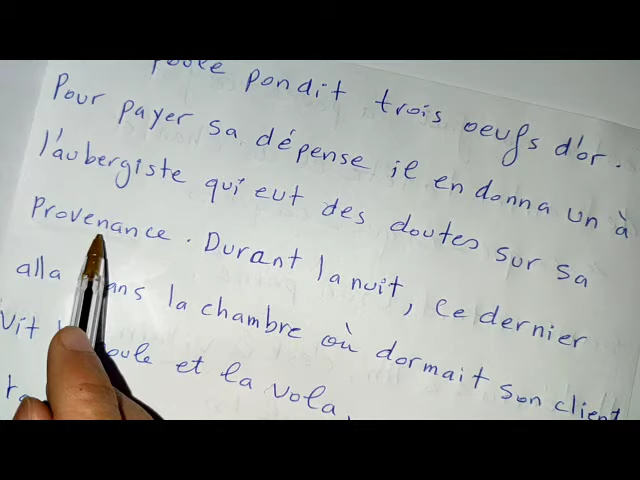 poule pondit trois oeufs d'or.
Pour payer sa dépense il en donna un à
l'aubergiste qui eut des doutes sur sa
Provenance. Durant la nuit, ce dernier
alla dans la chambre où dormait son client
Vit poule et la vola.